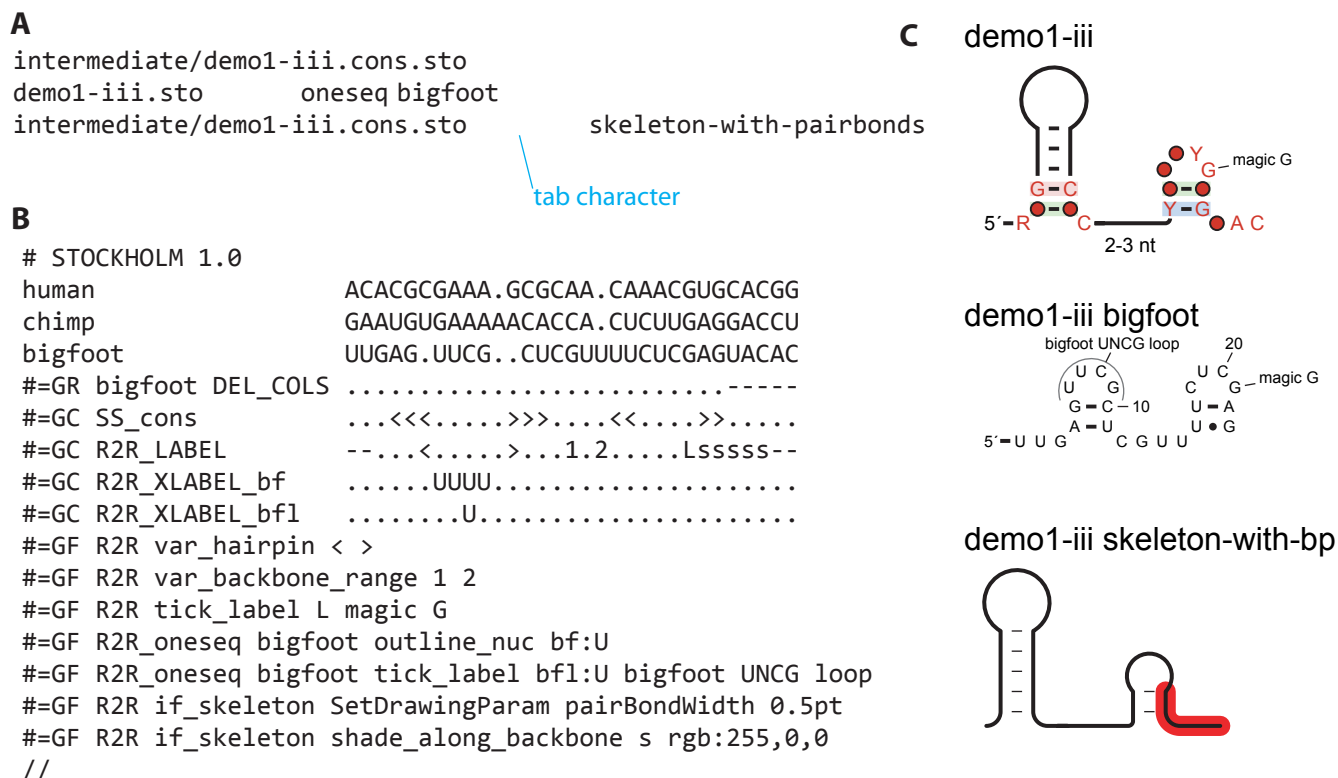 A
intermediate/demo1-iii.cons.sto
demo1-iii.sto	oneseq	bigfoot
intermediate/demo1-iii.cons.sto	skeleton-with-pairbonds
tab character
B
# STOCKHOLM 1.0
human ACACGCGAAA.GCGCAA.CAAACGUGCACGG
chimp GAAUGUGAAAAACACCA.CUCUUGAGGACCU
bigfoot UUGAG.UUCG..CUCGUUUUCUCGAGUACAC
#=GR bigfoot DEL_COLS ..........................-----
#=GC SS_cons ...<<<.....>>>....<<....>>.....
#=GC R2R_LABEL --...<.....>...1.2.....Lsssss--
#=GC R2R_XLABEL_bf ......UUUU.....................
#=GC R2R_XLABEL_bfl ........U......................
#=GF R2R var_hairpin < >
#=GF R2R var_backbone_range 1 2
#=GF R2R tick_label L magic G
#=GF R2R_oneseq bigfoot outline_nuc bf:U
#=GF R2R_oneseq bigfoot tick_label bfl:U bigfoot UNCG loop
#=GF R2R if_skeleton SetDrawingParam pairBondWidth 0.5pt
#=GF R2R if_skeleton shade_along_backbone s rgb:255,0,0
//
C
demo1-iii
Y
G magic G
G C
Y G
5´ R C A C
2-3 nt
demo1-iii bigfoot
bigfoot UNCG loop 20
U C U C
U G C G magic G
G C 10 U A
A U U G
5´ U U G C G U U
demo1-iii skeleton-with-bp